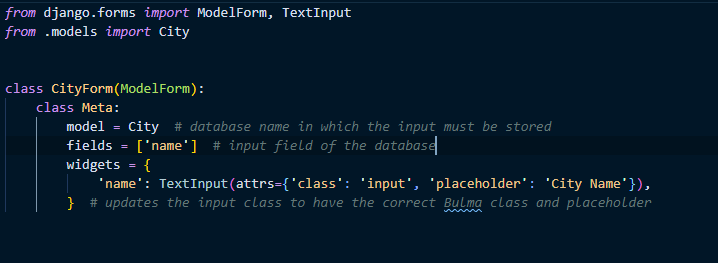 from django.forms import ModelForm, TextInput
from .models import City
class CityForm(ModelForm):
class Meta:
model = City  # database name in which the input must be stored
fields = ['name']  # input field of the database
widgets = {
'name': TextInput(attrs={'class': 'input', 'placeholder': 'City Name'}),
}  # updates the input class to have the correct Bulma class and placeholder